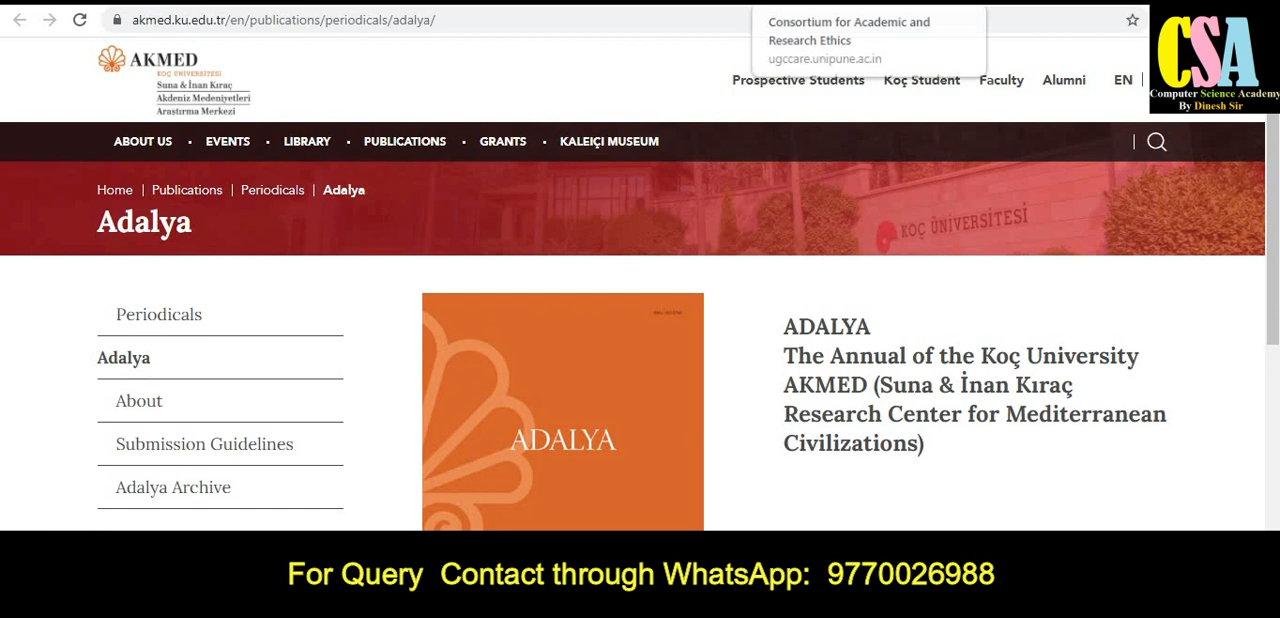 akmed.ku.edu.tr/en/publications/periodicals/adalya/
Consortium for Academic and
Research Ethics
ugccare.unipune.ac.in
CSA
Computer Science Academy
By Dinesh Sir
AKMED
KOÇ ÜNİVERSİTESİ
Suna & İnan Kıraç
Akdeniz Medeniyetleri
Araştırma Merkezi
Prospective Students Koç Student Faculty Alumni EN |
ABOUT US • EVENTS • LIBRARY • PUBLICATIONS • GRANTS • KALEIÇI MUSEUM |
Home | Publications | Periodicals | Adalya
Adalya
KOÇ ÜNİVERSİTESİ
Periodicals
Adalya
About
Submission Guidelines
Adalya Archive
ADALYA
ADALYA
The Annual of the Koç University
AKMED (Suna & İnan Kıraç
Research Center for Mediterranean
Civilizations)
For Query Contact through WhatsApp: 9770026988